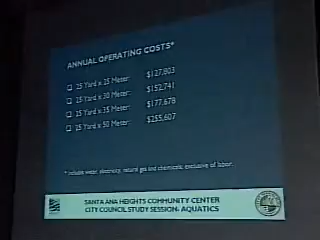 ANNUAL OPERATING COSTS*
25 Yard x 25 Meter: $127,803
25 Yard x 30 Meter: $152,741
25 Yard x 35 Meter: $177,678
25 Yard x 50 Meter: $255,607
* Includes water, electricity, natural gas and chemicals; exclusive of labor.
SANTA ANA HEIGHTS COMMUNITY CENTER
CITY COUNCIL STUDY SESSION: AQUATICS